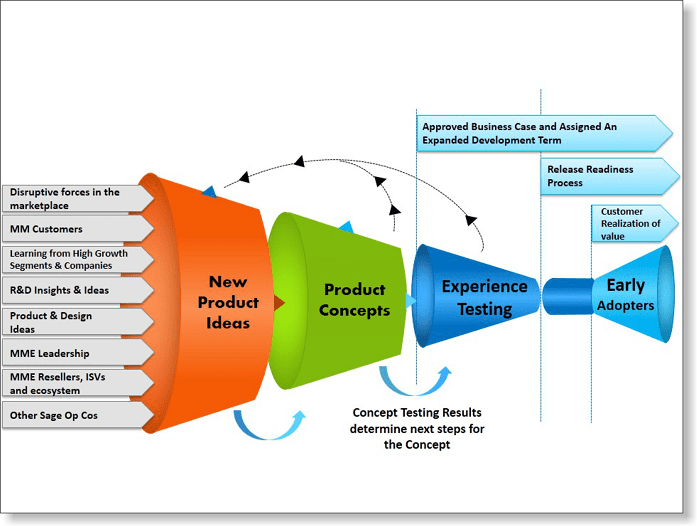 Approved Business Case and Assigned An
Expanded Development Term
Release Readiness
Process
Customer
Realization of
value
Disruptive forces in the
marketplace
MM Customers
Learning from High Growth
Segments & Companies
R&D Insights & Ideas
Product & Design
Ideas
MME Leadership
MME Resellers, ISVs
and ecosystem
Other Sage Op Cos
New
Product
Ideas
Product
Concepts
Experience
Testing
Early
Adopters
Concept Testing Results
determine next steps for
the Concept